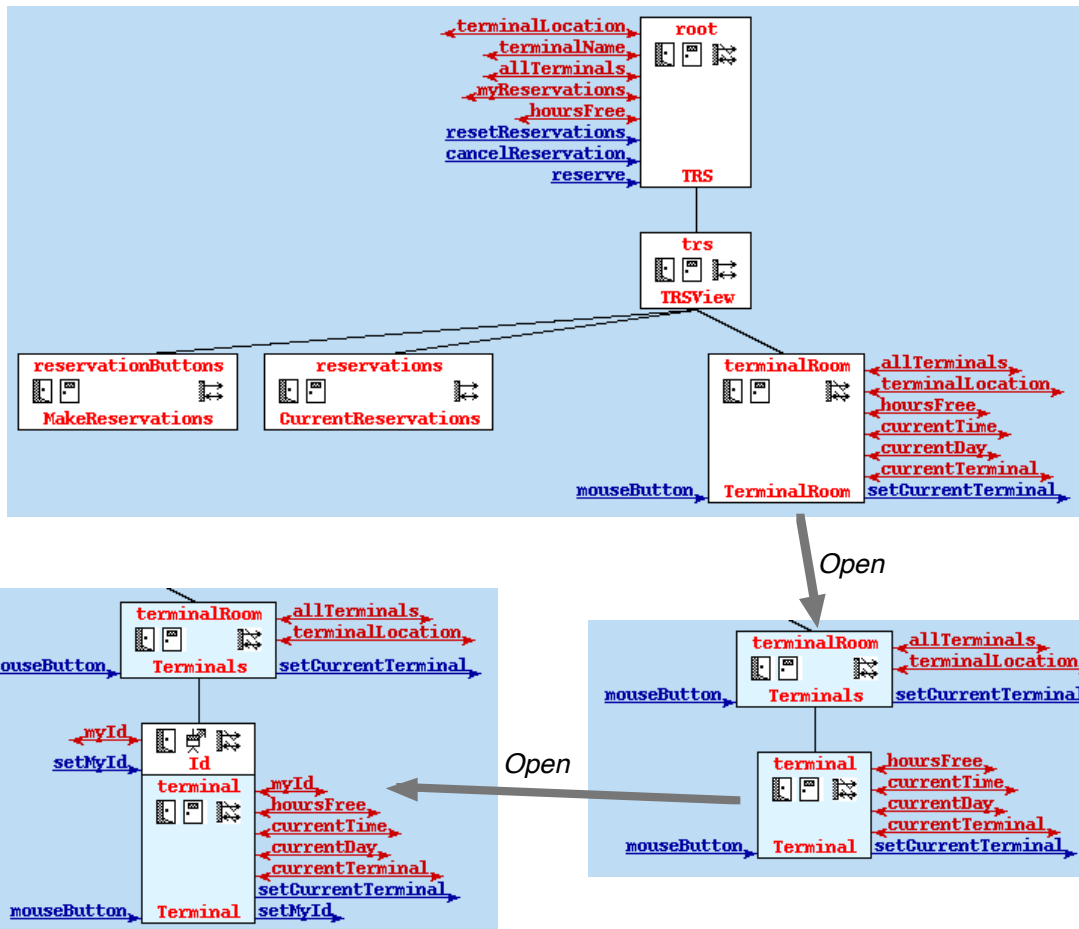 terminalLocation
root
terminalName
allTerminals
myReservations
hoursFree
resetReservations
cancelReservation
reserve
TRS
trs
TRSView
reservationButtons
MakeReservations
reservations
CurrentReservations
terminalRoom
allTerminals
terminalLocation
hoursFree
currentTime
currentDay
currentTerminal
mouseButton
TerminalRoom
setCurrentTerminal
Open
terminalRoom
allTerminals
terminalLocation
ouseButton
Terminals
setCurrentTerminal
myId
setMyId
Id
terminal
myId
hoursFree
currentTime
currentDay
currentTerminal
setCurrentTerminal
mouseButton
Terminal
setMyId
Open
terminalRoom
allTerminals
terminalLocation
mouseButton
Terminals
setCurrentTerminal
terminal
hoursFree
currentTime
currentDay
currentTerminal
mouseButton
Terminal
setCurrentTerminal